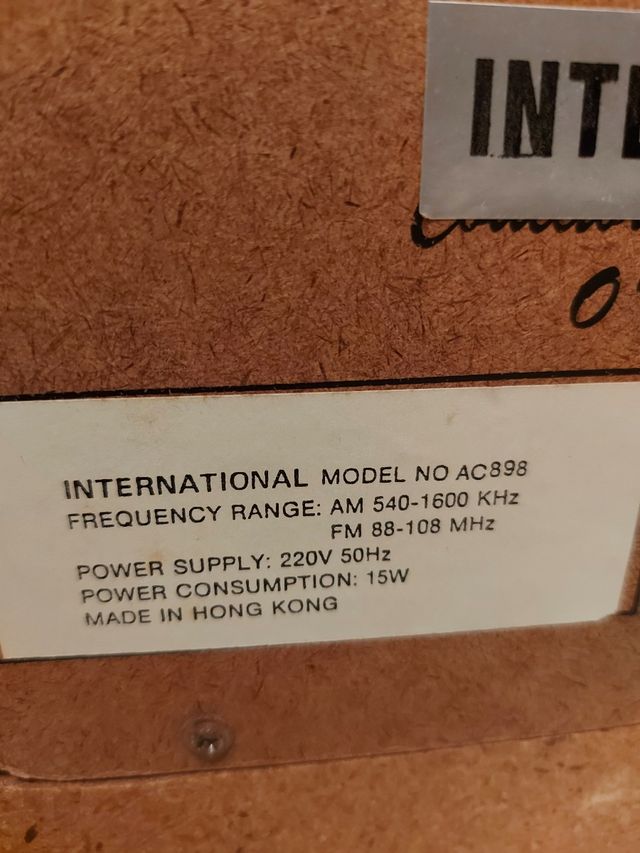 INTE
INTERNATIONAL MODEL NO AC898
FREQUENCY RANGE: AM 540-1600 KHz
FM 88-108 MHz
POWER SUPPLY: 220V 50Hz
POWER CONSUMPTION: 15W
MADE IN HONG KONG